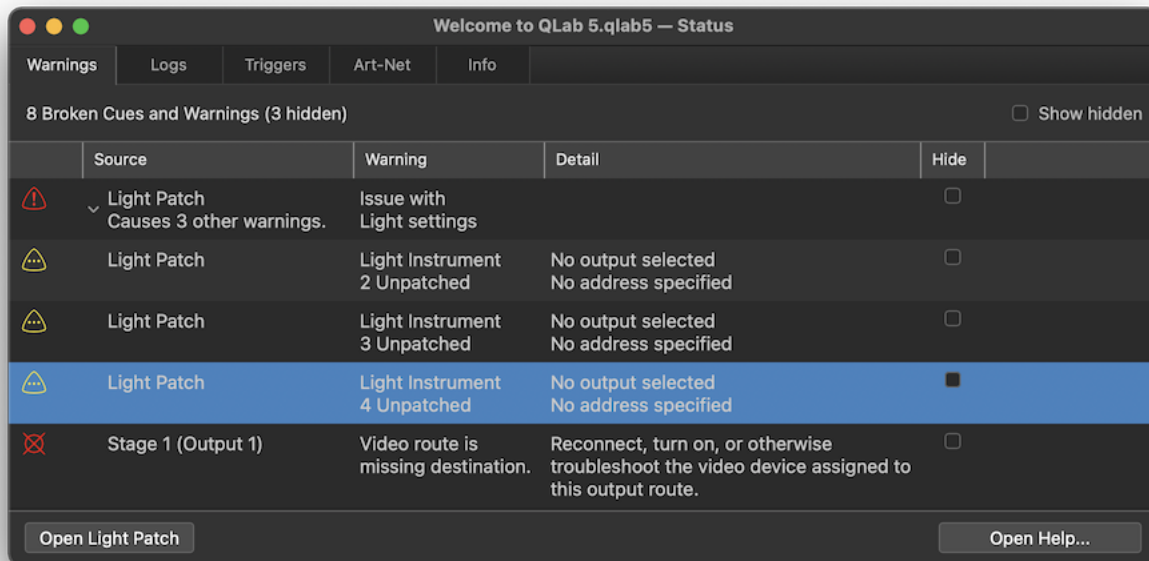 Welcome to QLab 5.qlab5 — Status
Warnings Logs Triggers Art-Net Info
8 Broken Cues and Warnings (3 hidden) Show hidden
Source Warning Detail Hide
Light Patch
Causes 3 other warnings.
Issue with
Light settings
Light Patch
Light Instrument
2 Unpatched
No output selected
No address specified
Light Patch
Light Instrument
3 Unpatched
No output selected
No address specified
Light Patch
Light Instrument
4 Unpatched
No output selected
No address specified
Stage 1 (Output 1)
Video route is
missing destination.
Reconnect, turn on, or otherwise
troubleshoot the video device assigned to
this output route.
Open Light Patch Open Help...